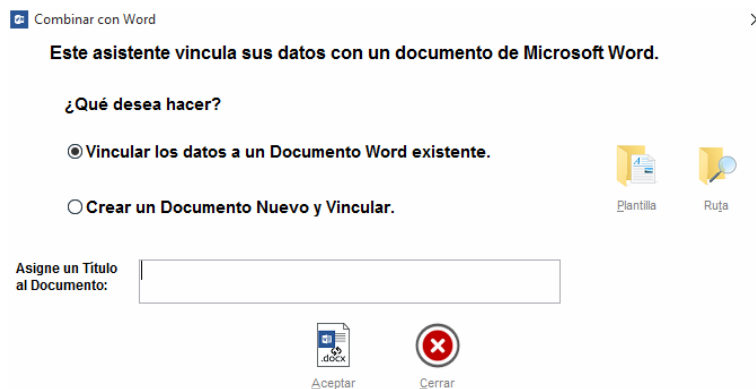 Combinar con Word
Este asistente vincula sus datos con un documento de Microsoft Word.
¿Qué desea hacer?
Vincular los datos a un Documento Word existente.
Crear un Documento Nuevo y Vincular.
Plantilla
Ruta
Asigne un Título
al Documento:
.docx
Aceptar
Cerrar